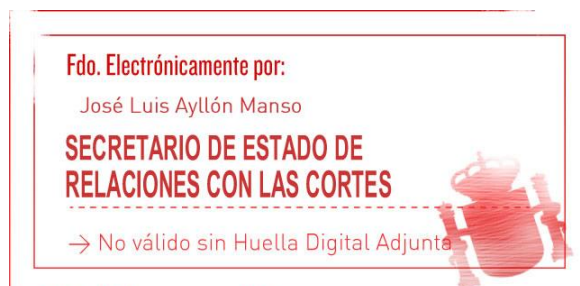 Fdo. Electrónicamente por:
José Luis Ayllón Manso
SECRETARIO DE ESTADO DE
RELACIONES CON LAS CORTES
→ No válido sin Huella Digital Adjunta